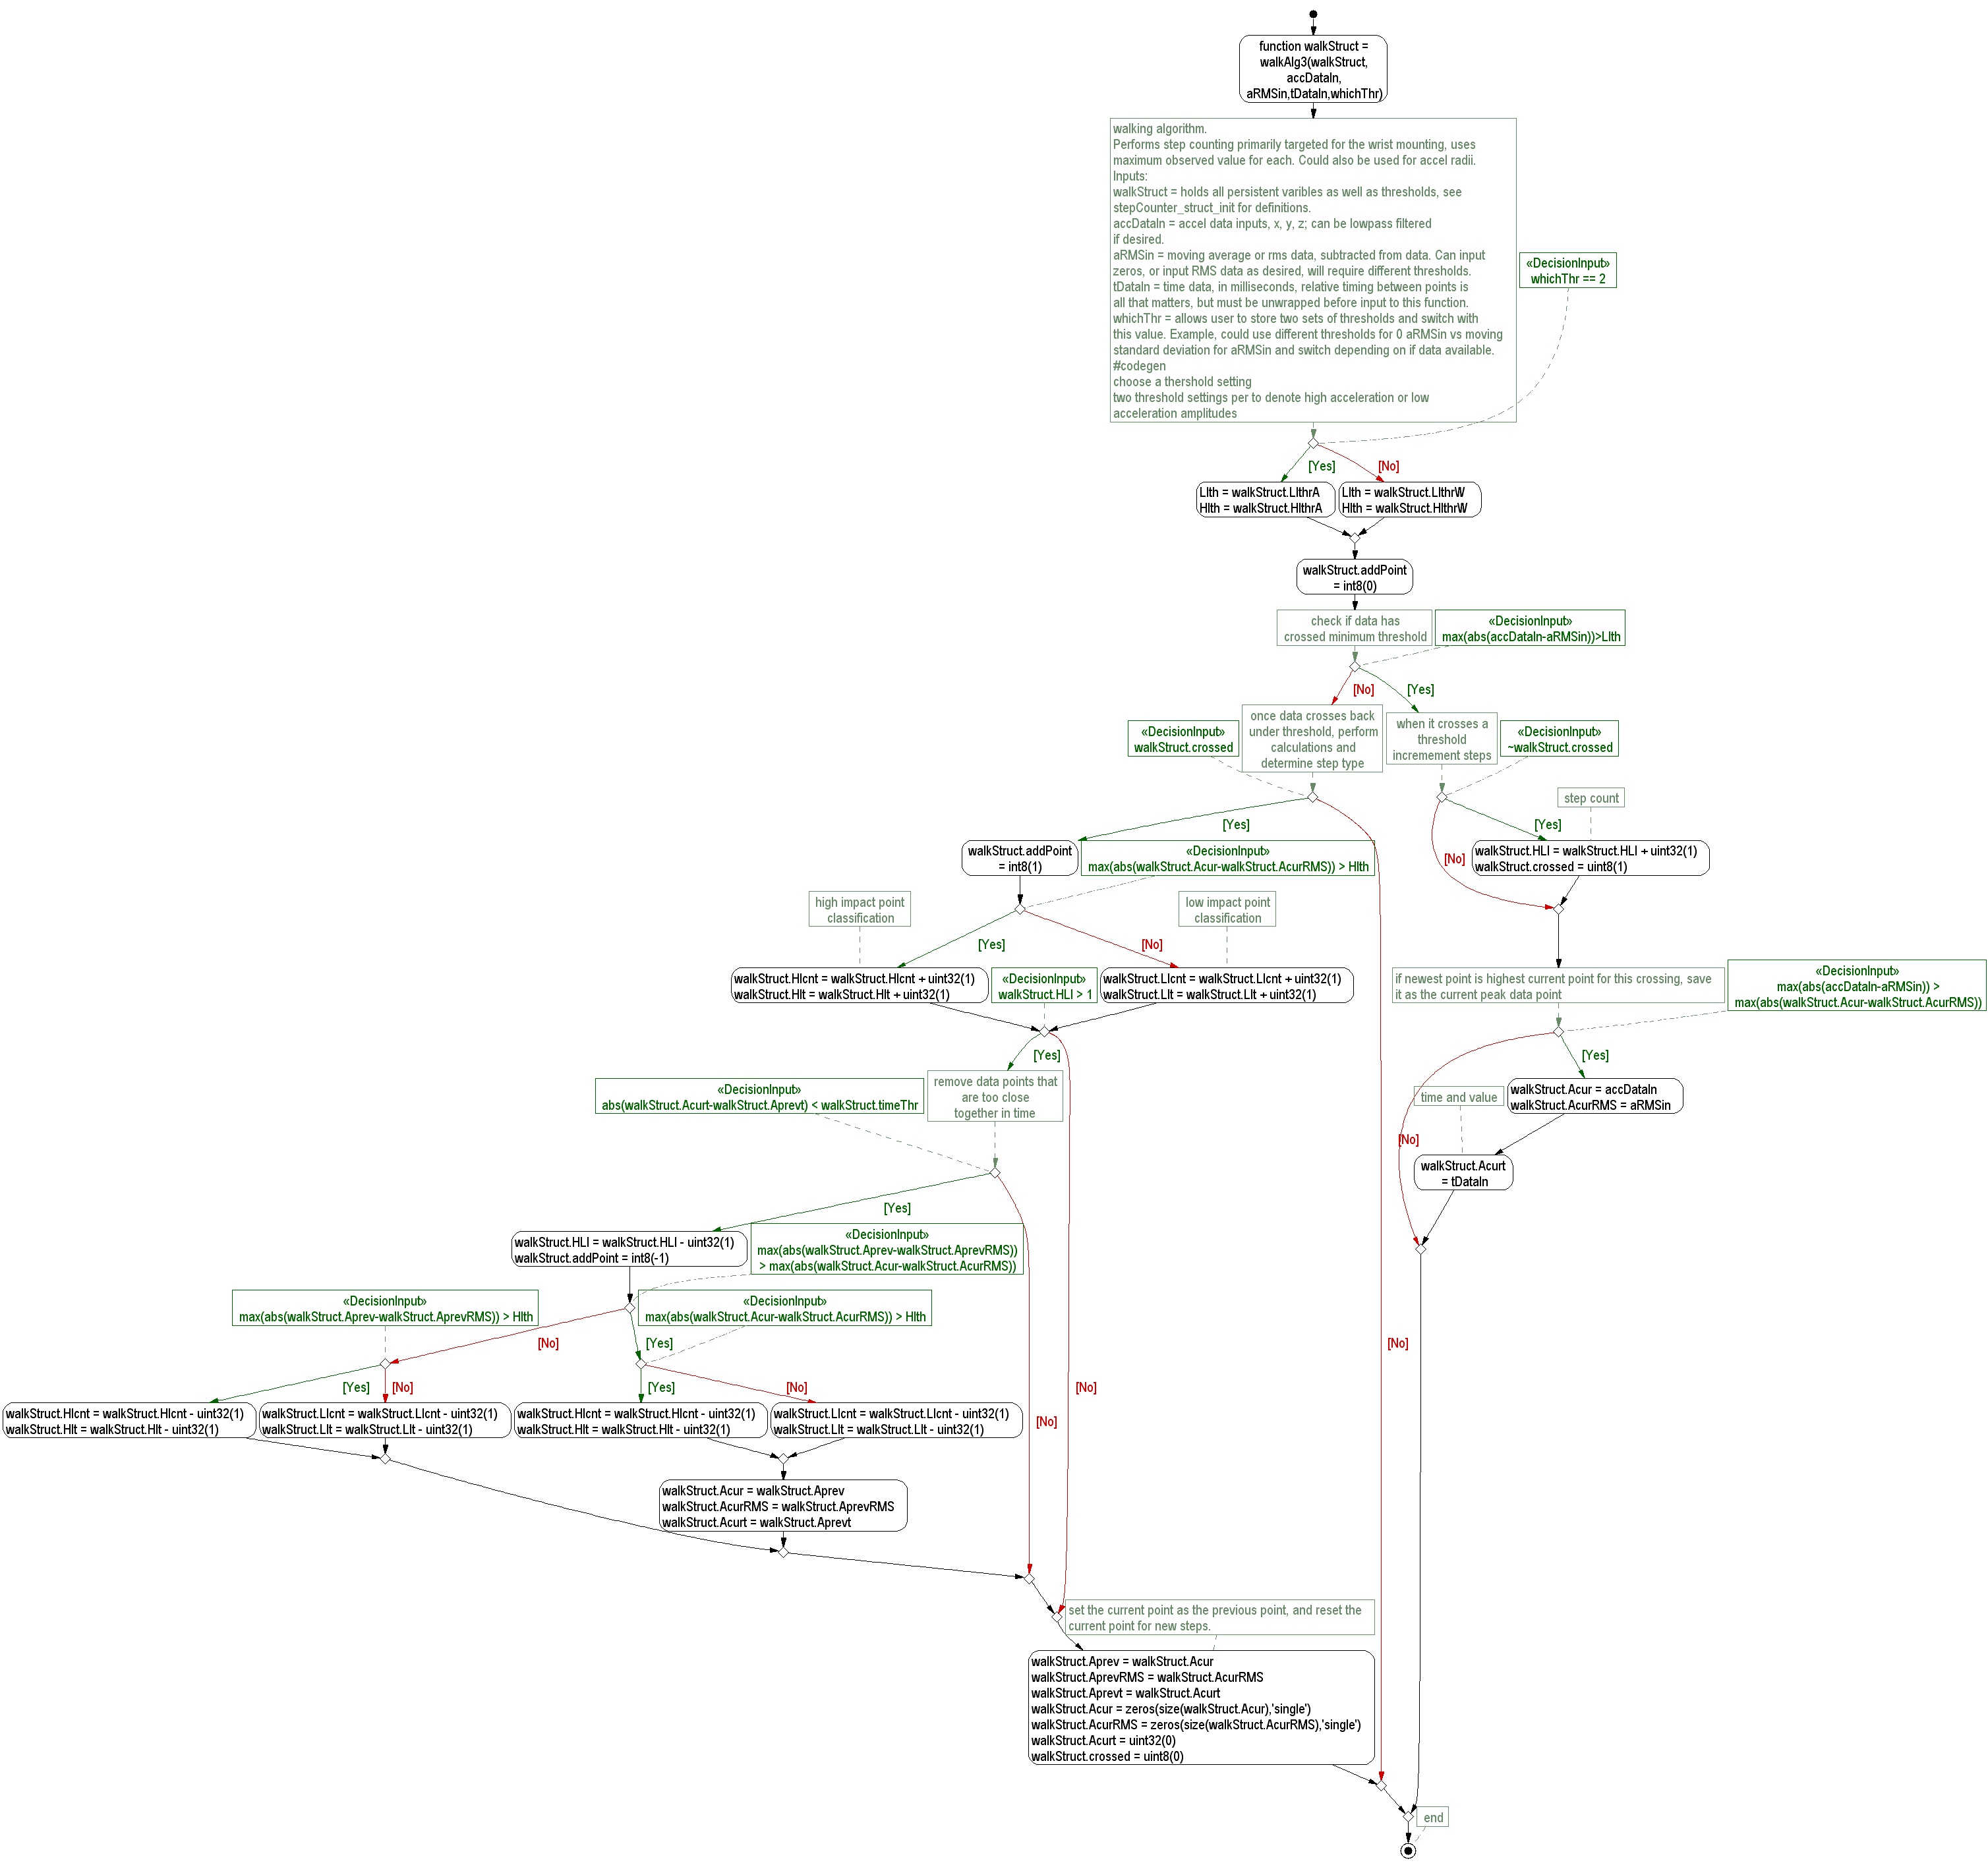 function walkStruct =
walkAlg3(walkStruct,
accDataIn,
aRMSin,tDataIn,whichThr)
walking algorithm.
Performs step counting primarily targeted for the wrist mounting, uses
maximum observed value for each. Could also be used for accel radii.
Inputs:
walkStruct = holds all persistent varibles as well as thresholds, see
stepCounter_struct_init for definitions.
accDataIn = accel data inputs, x, y, z; can be lowpass filtered
if desired.
aRMSin = moving average or rms data, subtracted from data. Can input
zeros, or input RMS data as desired, will require different thresholds.
tDataIn = time data, in milliseconds, relative timing between points is
all that matters, but must be unwrapped before input to this function.
whichThr = allows user to store two sets of thresholds and switch with
this value. Example, could use different thresholds for 0 aRMSin vs moving
standard deviation for aRMSin and switch depending on if data available.
#codegen
choose a thershold setting
two threshold settings per to denote high acceleration or low
acceleration amplitudes
«DecisionInput»
whichThr == 2
[Yes]
[No]
LIth = walkStruct.LIthrA
HIth = walkStruct.HIthrA
LIth = walkStruct.LIthrW
HIth = walkStruct.HIthrW
walkStruct.addPoint
= int8(0)
check if data has
crossed minimum threshold
«DecisionInput»
max(abs(accDataIn-aRMSin))>LIth
[No]
[Yes]
«DecisionInput»
walkStruct.crossed
once data crosses back
under threshold, perform
calculations and
determine step type
when it crosses a
threshold
incremement steps
«DecisionInput»
~walkStruct.crossed
step count
[Yes]
[Yes]
walkStruct.addPoint
= int8(1)
«DecisionInput»
max(abs(walkStruct.Acur-walkStruct.AcurRMS)) > HIth
[No]
walkStruct.HLI = walkStruct.HLI + uint32(1)
walkStruct.crossed = uint8(1)
high impact point
classification
low impact point
classification
[Yes]
[No]
walkStruct.HIcnt = walkStruct.HIcnt + uint32(1)
walkStruct.HIt = walkStruct.HIt + uint32(1)
«DecisionInput»
walkStruct.HLI > 1
walkStruct.LIcnt = walkStruct.LIcnt + uint32(1)
walkStruct.LIt = walkStruct.LIt + uint32(1)
if newest point is highest current point for this crossing, save
it as the current peak data point
«DecisionInput»
max(abs(accDataIn-aRMSin)) >
max(abs(walkStruct.Acur-walkStruct.AcurRMS))
[Yes]
[Yes]
«DecisionInput»
abs(walkStruct.Acurt-walkStruct.Aprevt) < walkStruct.timeThr
remove data points that
are too close
together in time
time and value
walkStruct.Acur = accDataIn
walkStruct.AcurRMS = aRMSin
[No]
walkStruct.Acurt
= tDataIn
[Yes]
walkStruct.HLI = walkStruct.HLI - uint32(1)
walkStruct.addPoint = int8(-1)
«DecisionInput»
max(abs(walkStruct.Aprev-walkStruct.AprevRMS))
> max(abs(walkStruct.Acur-walkStruct.AcurRMS))
«DecisionInput»
max(abs(walkStruct.Aprev-walkStruct.AprevRMS)) > HIth
«DecisionInput»
max(abs(walkStruct.Acur-walkStruct.AcurRMS)) > HIth
[No]
[Yes]
[No]
[Yes]
[No]
[Yes]
[No]
[No]
walkStruct.HIcnt = walkStruct.HIcnt - uint32(1)
walkStruct.HIt = walkStruct.HIt - uint32(1)
walkStruct.LIcnt = walkStruct.LIcnt - uint32(1)
walkStruct.LIt = walkStruct.LIt - uint32(1)
walkStruct.HIcnt = walkStruct.HIcnt - uint32(1)
walkStruct.HIt = walkStruct.HIt - uint32(1)
walkStruct.LIcnt = walkStruct.LIcnt - uint32(1)
walkStruct.LIt = walkStruct.LIt - uint32(1)
[No]
walkStruct.Acur = walkStruct.Aprev
walkStruct.AcurRMS = walkStruct.AprevRMS
walkStruct.Acurt = walkStruct.Aprevt
set the current point as the previous point, and reset the
current point for new steps.
walkStruct.Aprev = walkStruct.Acur
walkStruct.AprevRMS = walkStruct.AcurRMS
walkStruct.Aprevt = walkStruct.Acurt
walkStruct.Acur = zeros(size(walkStruct.Acur),'single')
walkStruct.AcurRMS = zeros(size(walkStruct.AcurRMS),'single')
walkStruct.Acurt = uint32(0)
walkStruct.crossed = uint8(0)
end